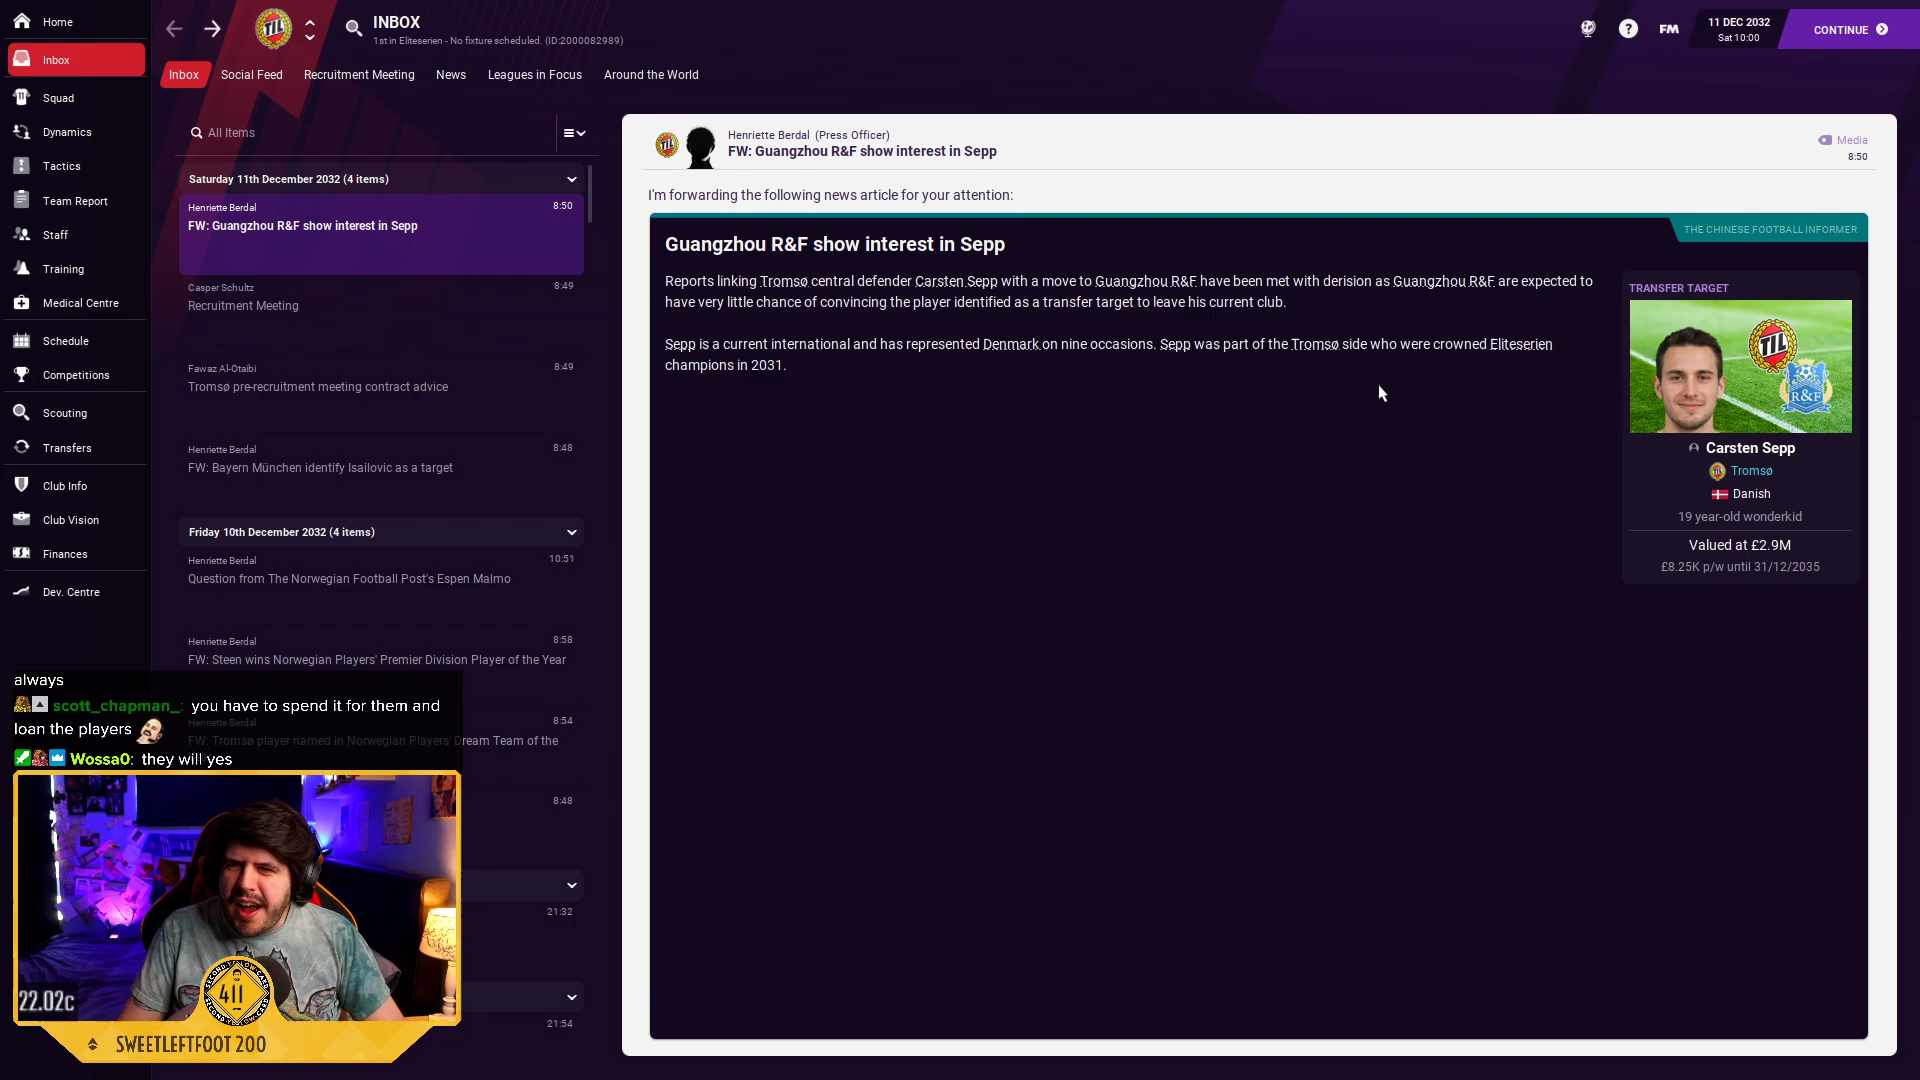 Home
Inbox
Squad
Dynamics
Tactics
Team Report
Staff
Training
Medical Centre
Schedule
Competitions
Scouting
Transfers
Club Info
Club Vision
Finances
Dev. Centre
TIL
INBOX
1st in Eliteserien - No fixture scheduled. (ID:2000082989)
FM
11 DEC 2032
Sat 10:00
CONTINUE
Inbox Social Feed Recruitment Meeting News Leagues in Focus Around the World
All Items
Saturday 11th December 2032 (4 items)
Henriette Berdal 8:50
FW: Guangzhou R&F show interest in Sepp
Casper Schultz 8:49
Recruitment Meeting
Fawaz Al-Otaibi 8:49
Tromsø pre-recruitment meeting contract advice
Henriette Berdal 8:48
FW: Bayern München identify Isailovic as a target
Friday 10th December 2032 (4 items)
Henriette Berdal 10:51
Question from The Norwegian Football Post's Espen Malmo
Henriette Berdal 8:58
FW: Steen wins Norwegian Players' Premier Division Player of the Year
Henriette Berdal 8:54
FW: Tromsø player named in Norwegian Players' Dream Team of the
8:48
21:32
21:54
always
scott_chapman_: you have to spend it for them and
loan the players
Wossa0: they will yes
22.02c
SECOND YELLOW CARD
411
SECOND YELLOW CARD
SWEETLEFTFOOT 200
TIL
Henriette Berdal (Press Officer)
FW: Guangzhou R&F show interest in Sepp
Media
8:50
I'm forwarding the following news article for your attention:
THE CHINESE FOOTBALL INFORMER
Guangzhou R&F show interest in Sepp
Reports linking Tromsø central defender Carsten Sepp with a move to Guangzhou R&F have been met with derision as Guangzhou R&F are expected to
have very little chance of convincing the player identified as a transfer target to leave his current club.
Sepp is a current international and has represented Denmark on nine occasions. Sepp was part of the Tromsø side who were crowned Eliteserien
champions in 2031.
TRANSFER TARGET
TIL
R&F
Carsten Sepp
Tromsø
Danish
19 year-old wonderkid
Valued at £2.9M
£8.25K p/w until 31/12/2035